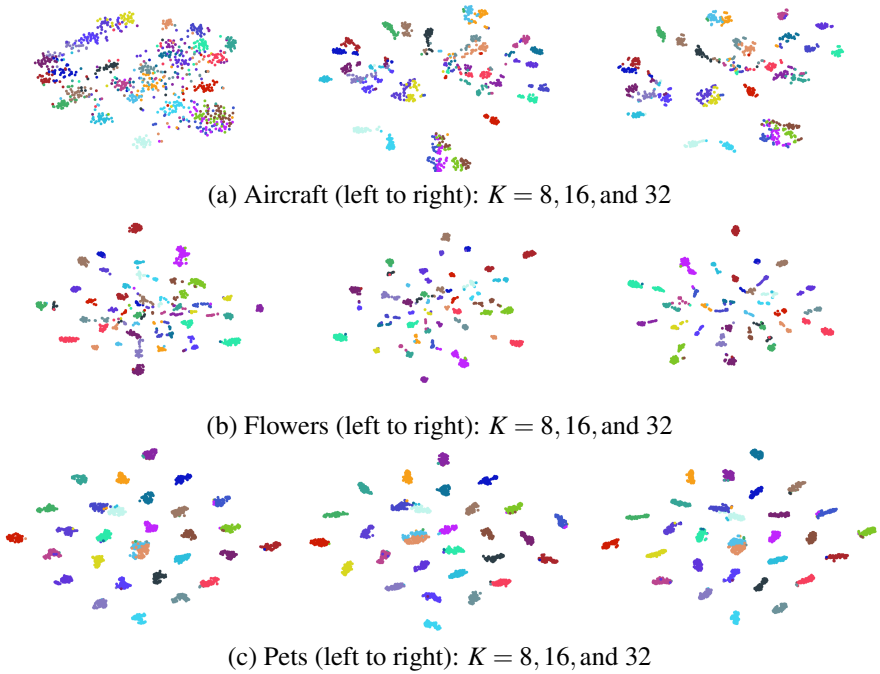 (a) Aircraft (left to right): K = 8, 16, and 32
(b) Flowers (left to right): K = 8, 16, and 32
(c) Pets (left to right): K = 8, 16, and 32